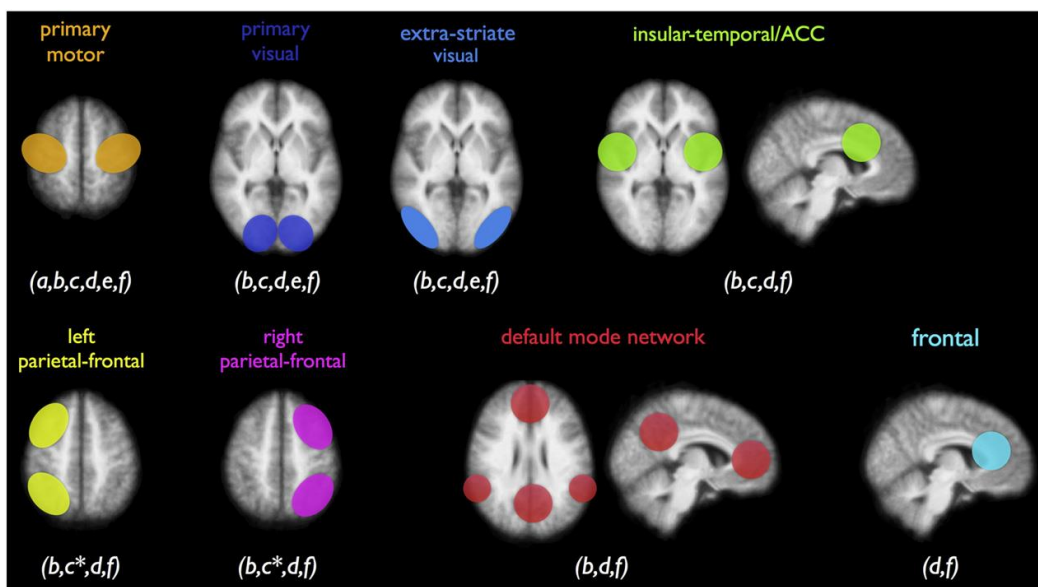 primary
motor
primary
visual
extra-striate
visual
insular-temporal/ACC
(a,b,c,d,e,f)
(b,c,d,e,f)
(b,c,d,e,f)
(b,c,d,f)
left
parietal-frontal
right
parietal-frontal
default mode network
frontal
(b,c*,d,f)
(b,c*,d,f)
(b,d,f)
(d,f)